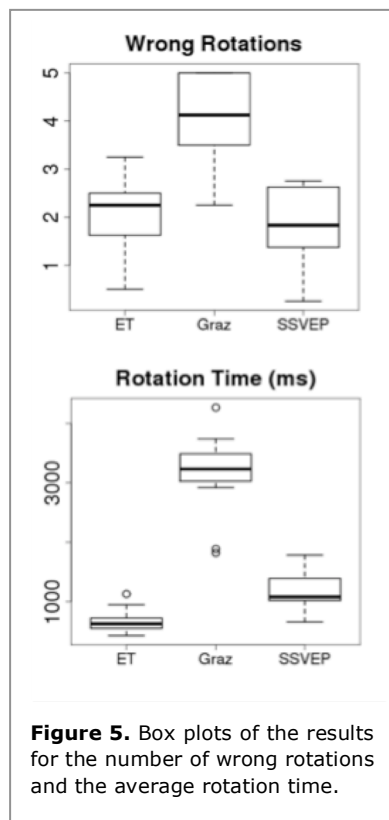 Wrong Rotations
5
4
3
2
1
ET Graz SSVEP
Rotation Time (ms)
3000
1000
ET Graz SSVEP
Figure 5. Box plots of the results
for the number of wrong rotations
and the average rotation time.